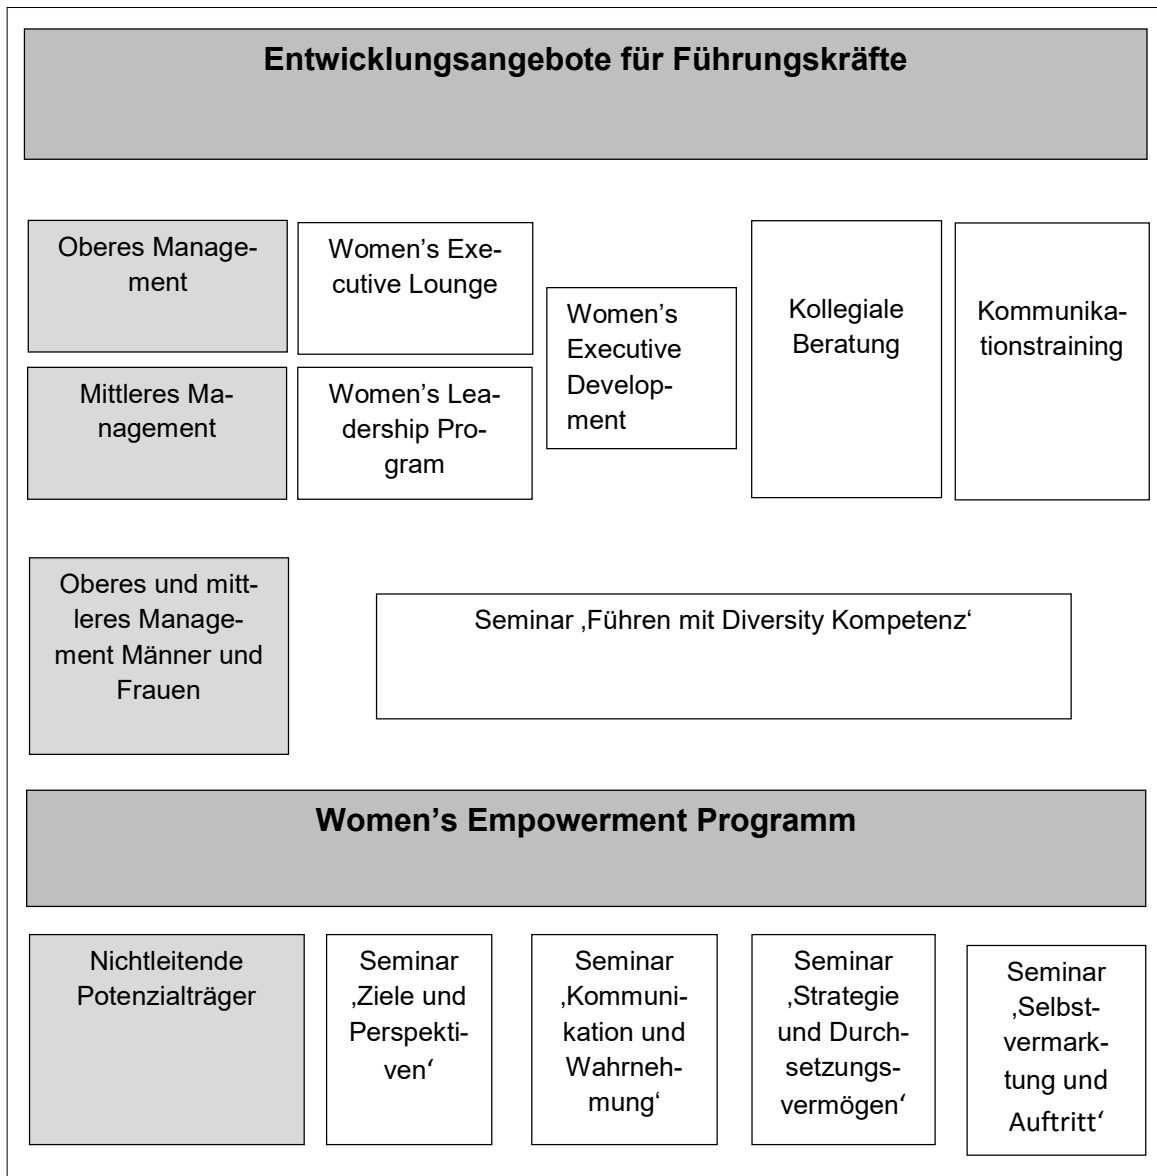 Entwicklungsangebote für Führungskräfte
Oberes Manage-
ment
Women’s Exe-
cutive Lounge
Women’s
Executive
Develop-
ment
Kollegiale
Beratung
Kommunika-
tionstraining
Mittleres Ma-
nagement
Women’s Lea-
dership Pro-
gram
Oberes und mitt-
leres Manage-
ment Männer und
Frauen
Seminar ‚Führen mit Diversity Kompetenz‘
Women’s Empowerment Programm
Nichtleitende
Potenzialträger
Seminar
‚Ziele und
Perspekti-
ven‘
Seminar
‚Kommuni-
kation und
Wahrneh-
mung‘
Seminar
‚Strategie
und Durch-
setzungs-
vermögen‘
Seminar
‚Selbst-
vermark-
tung und
Auftritt‘